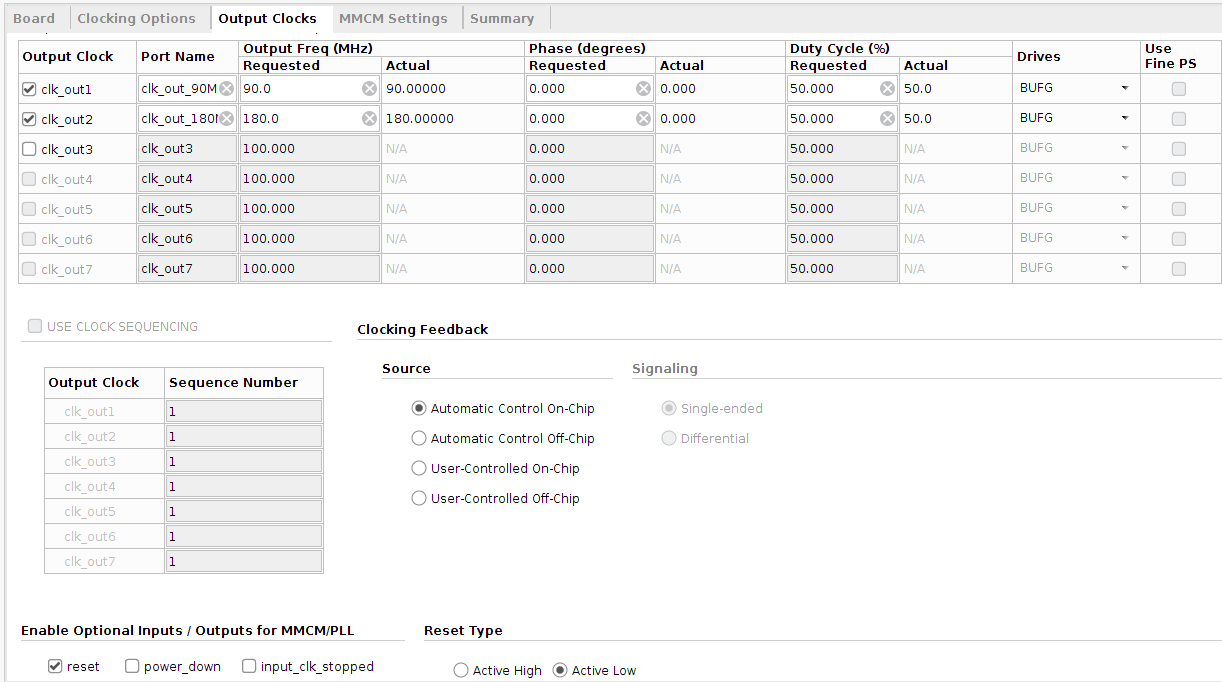 Board Clocking Options Output Clocks MMCM Settings Summary
Output Clock Port Name Output Freq (MHz) Phase (degrees) Duty Cycle (%) Drives Use Fine PS
Requested Actual Requested Actual Requested Actual
clk_out1 clk_out_90M 90.0 90.00000 0.000 0.000 50.000 50.0 BUFG
clk_out2 clk_out_180 180.0 180.00000 0.000 0.000 50.000 50.0 BUFG
clk_out3 clk_out3 100.000 N/A 0.000 N/A 50.000 N/A BUFG
clk_out4 clk_out4 100.000 N/A 0.000 N/A 50.000 N/A BUFG
clk_out5 clk_out5 100.000 N/A 0.000 N/A 50.000 N/A BUFG
clk_out6 clk_out6 100.000 N/A 0.000 N/A 50.000 N/A BUFG
clk_out7 clk_out7 100.000 N/A 0.000 N/A 50.000 N/A BUFG
USE CLOCK SEQUENCING
Output Clock Sequence Number
clk_out1 1
clk_out2 1
clk_out3 1
clk_out4 1
clk_out5 1
clk_out6 1
clk_out7 1
Clocking Feedback
Source
Automatic Control On-Chip
Automatic Control Off-Chip
User-Controlled On-Chip
User-Controlled Off-Chip
Signaling
Single-ended
Differential
Enable Optional Inputs / Outputs for MMCM/PLL
reset power_down input_clk_stopped
Reset Type
Active High Active Low